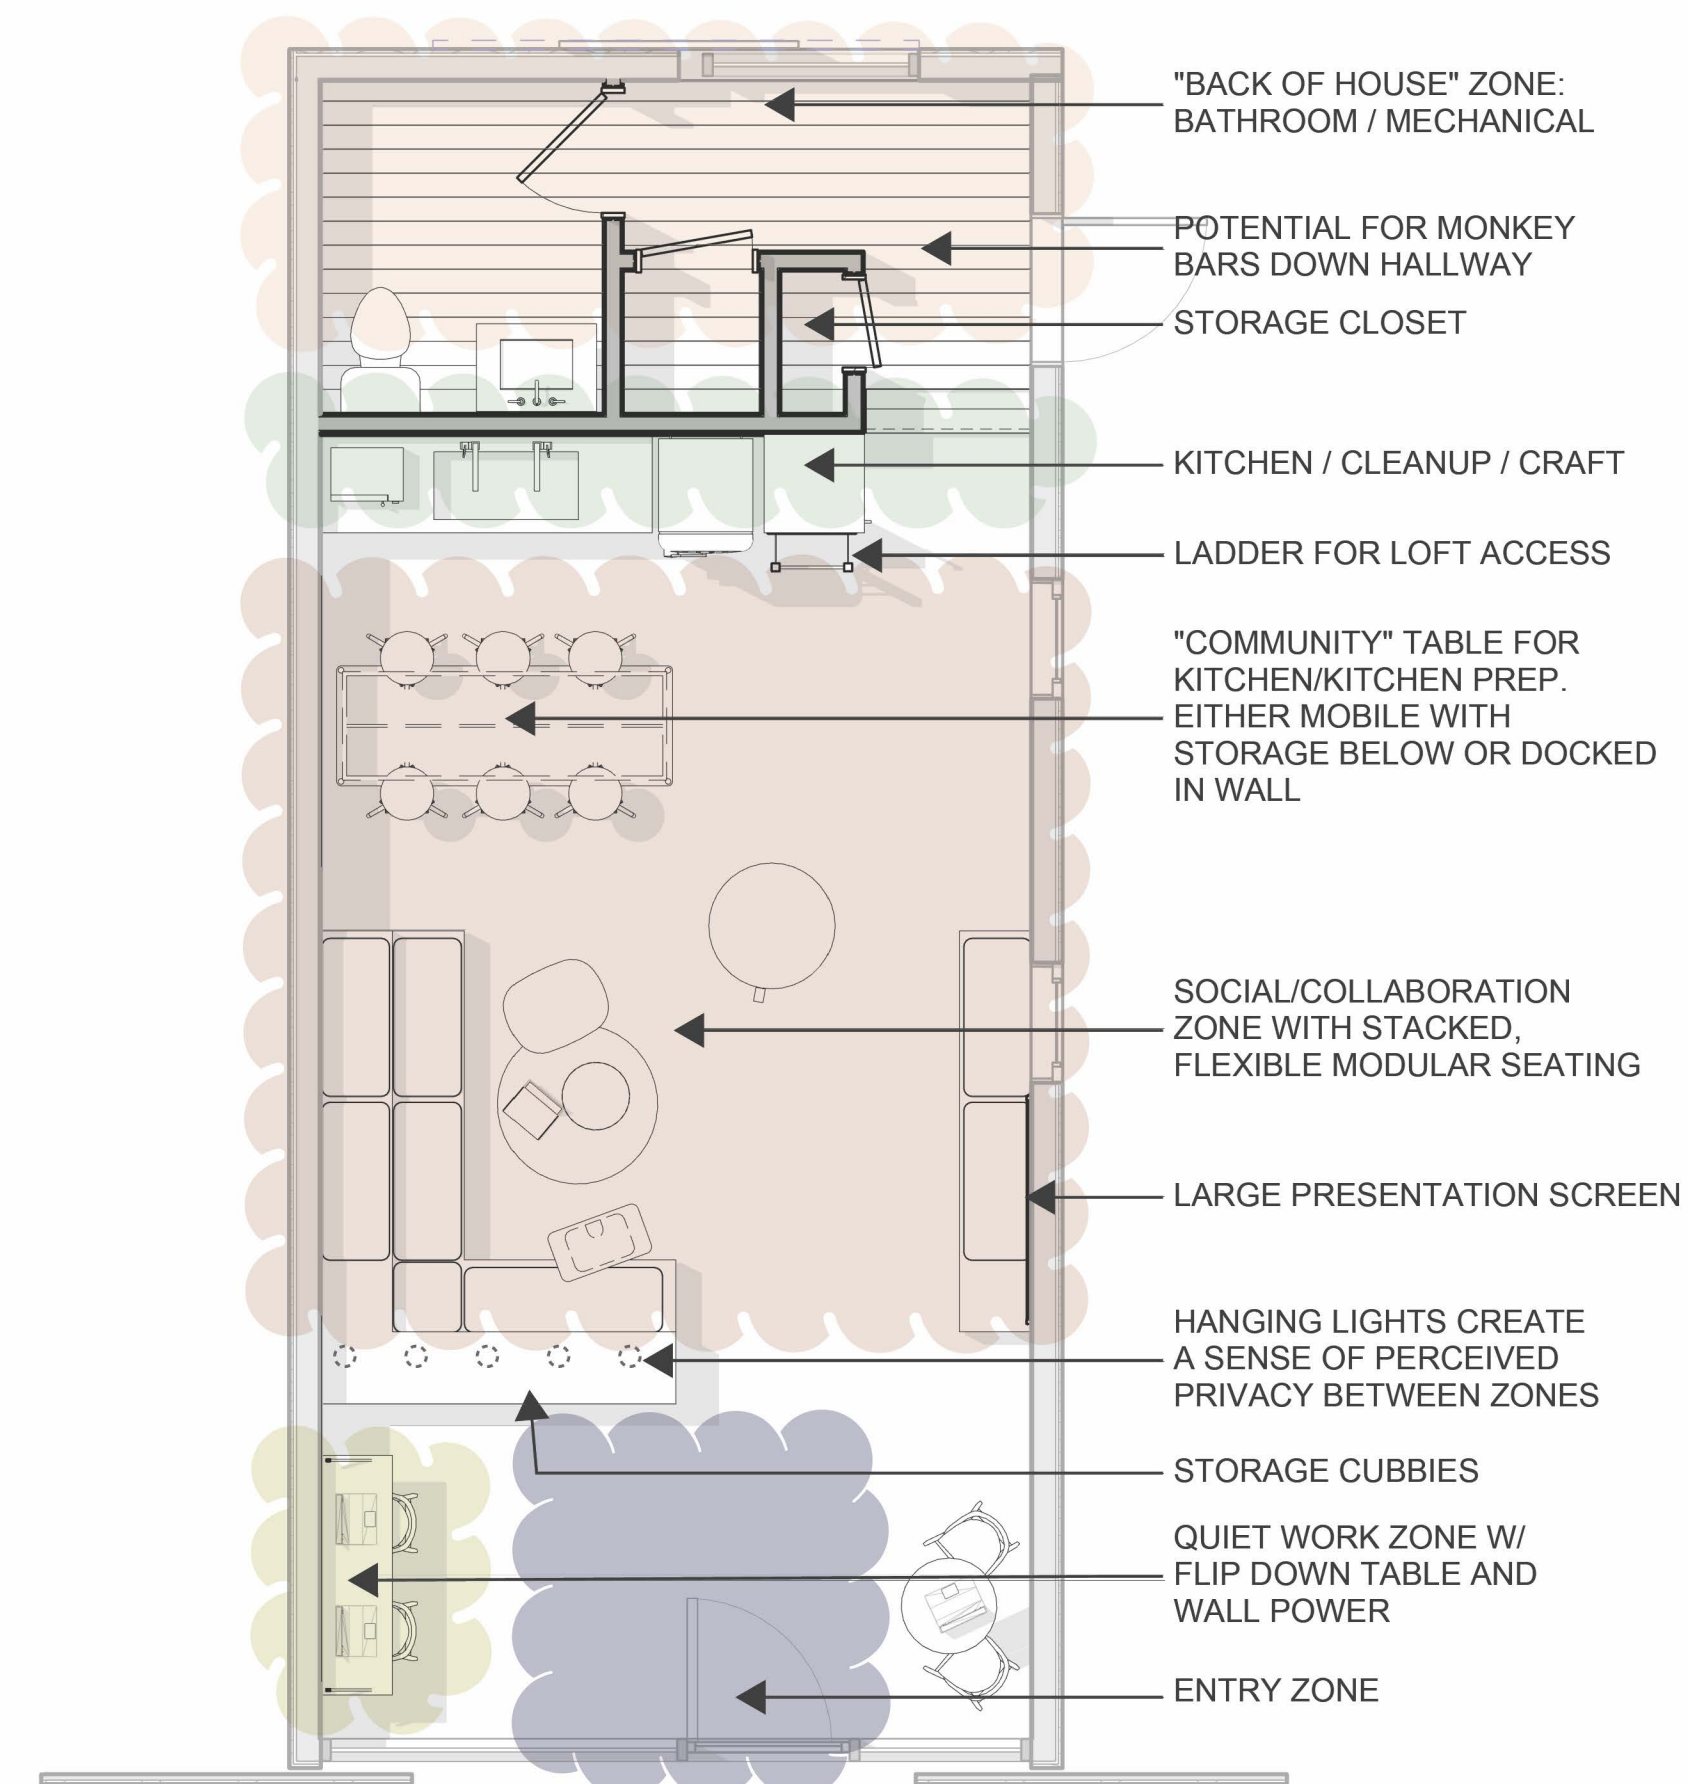 "BACK OF HOUSE" ZONE:
BATHROOM / MECHANICAL
POTENTIAL FOR MONKEY
BARS DOWN HALLWAY
STORAGE CLOSET
KITCHEN / CLEANUP / CRAFT
LADDER FOR LOFT ACCESS
"COMMUNITY" TABLE FOR
KITCHEN/KITCHEN PREP.
EITHER MOBILE WITH
STORAGE BELOW OR DOCKED
IN WALL
SOCIAL/COLLABORATION
ZONE WITH STACKED,
FLEXIBLE MODULAR SEATING
LARGE PRESENTATION SCREEN
HANGING LIGHTS CREATE
A SENSE OF PERCEIVED
PRIVACY BETWEEN ZONES
STORAGE CUBBIES
QUIET WORK ZONE W/
FLIP DOWN TABLE AND
WALL POWER
ENTRY ZONE